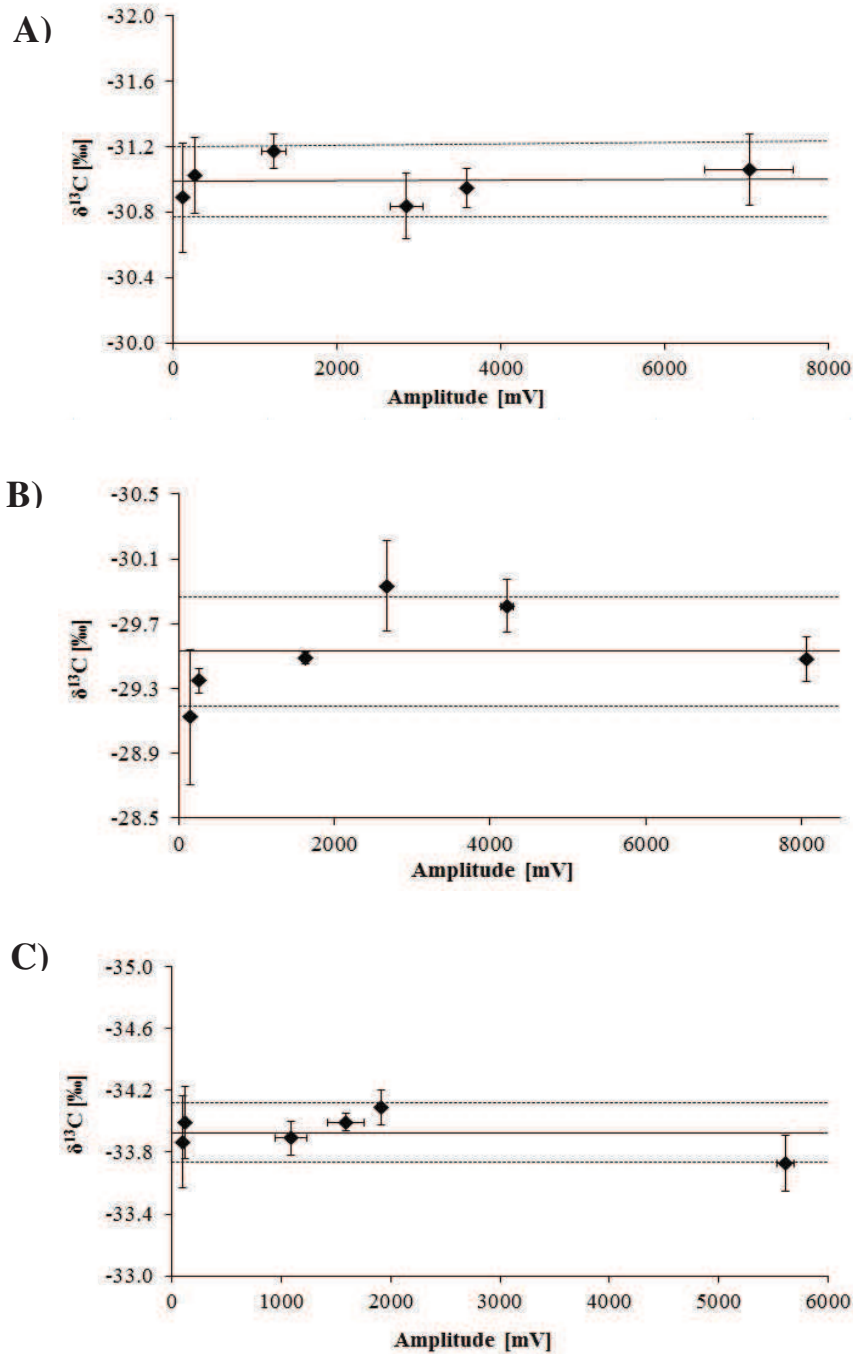 A)
-32.0
-31.6
-31.2
-30.8
-30.4
-30.0
δ¹³C [‰]
0 2000 4000 6000 8000
Amplitude [mV]
B)
-30.5
-30.1
-29.7
-29.3
-28.9
-28.5
δ¹³C [‰]
0 2000 4000 6000 8000
Amplitude [mV]
C)
-35.0
-34.6
-34.2
-33.8
-33.4
-33.0
δ¹³C [‰]
0 1000 2000 3000 4000 5000 6000
Amplitude [mV]